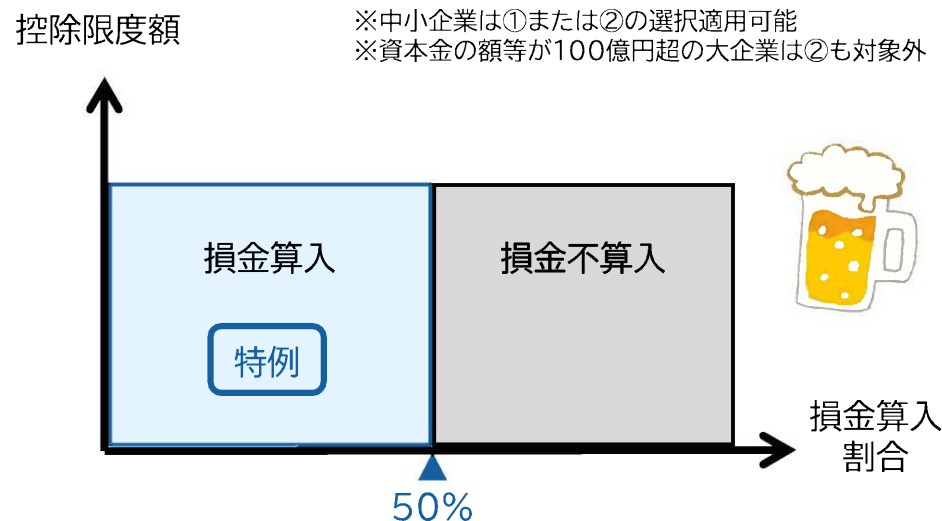 控除限度額
※中小企業は①または②の選択適用可能
※資本金の額等が100億円超の大企業は②も対象外
損金算入
損金不算入
特例
損金算入
割合
50%